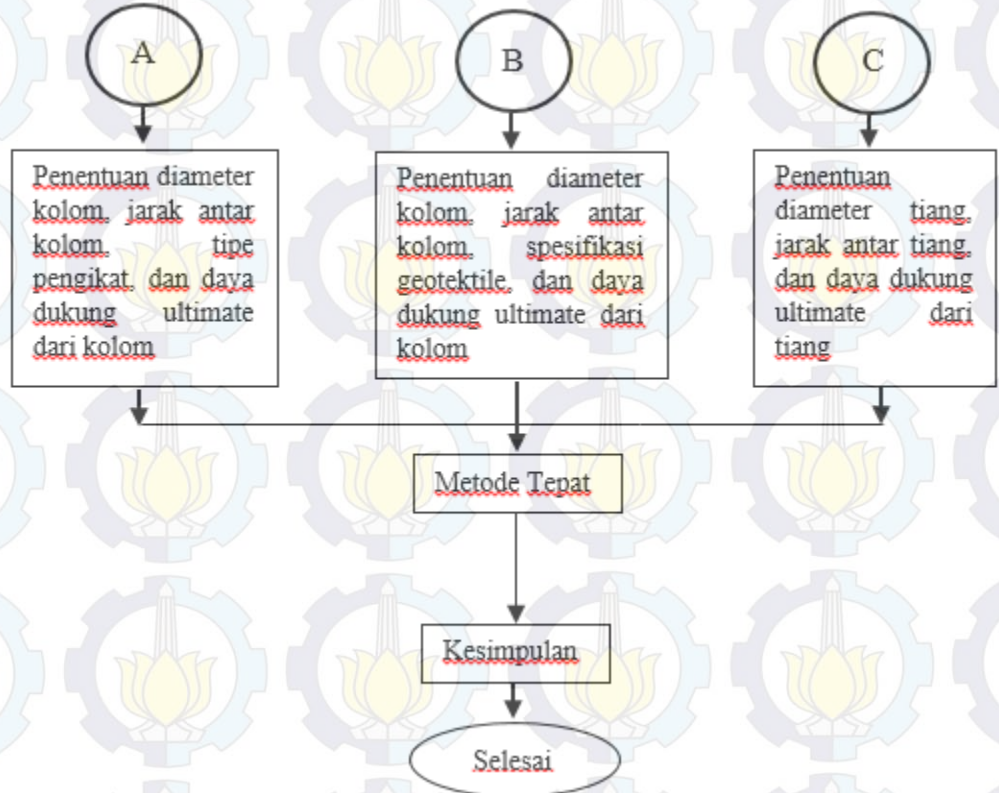 A
Penentuan diameter
kolom, jarak antar
kolom, tipe
pengikat, dan daya
dukung ultimate
dari kolom
B
Penentuan diameter
kolom, jarak antar
kolom, spesifikasi
geotektile, dan daya
dukung ultimate dari
kolom
C
Penentuan
diameter tiang,
jarak antar tiang,
dan daya dukung
ultimate dari
tiang
Metode Tepat
Kesimpulan
Selesai